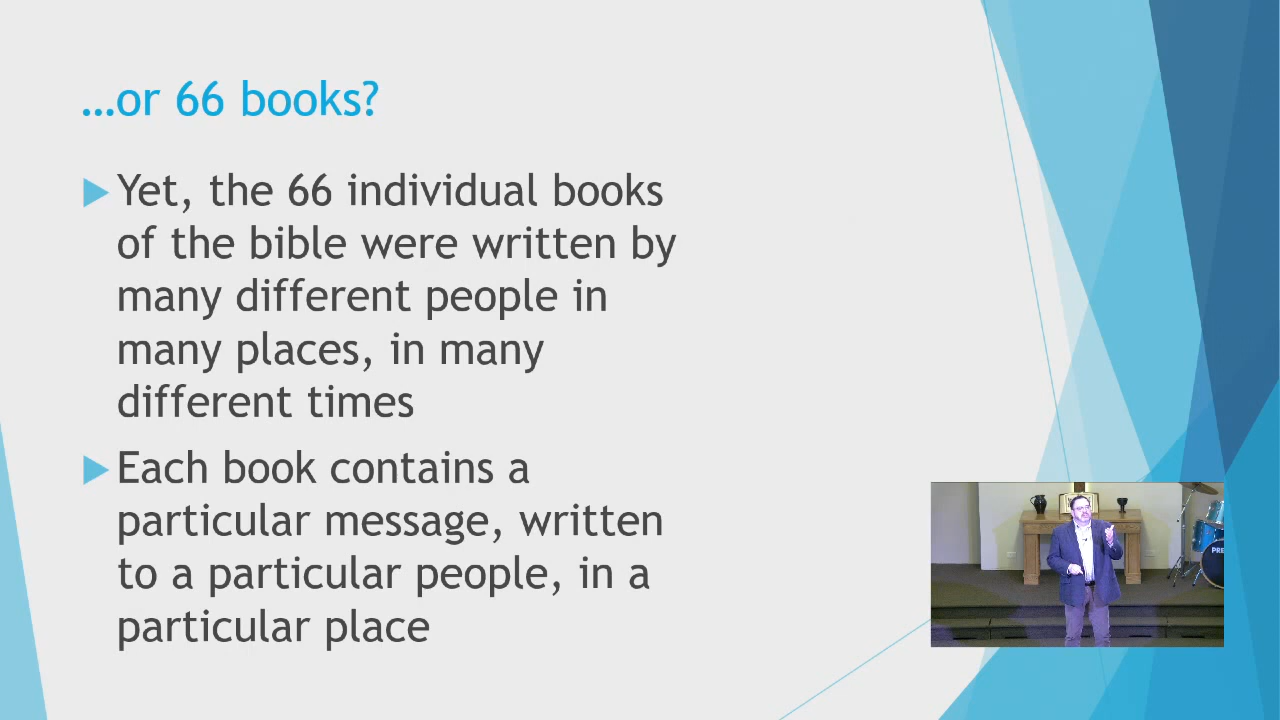 …or 66 books?
Yet, the 66 individual books
of the bible were written by
many different people in
many places, in many
different times
Each book contains a
particular message, written
to a particular people, in a
particular place